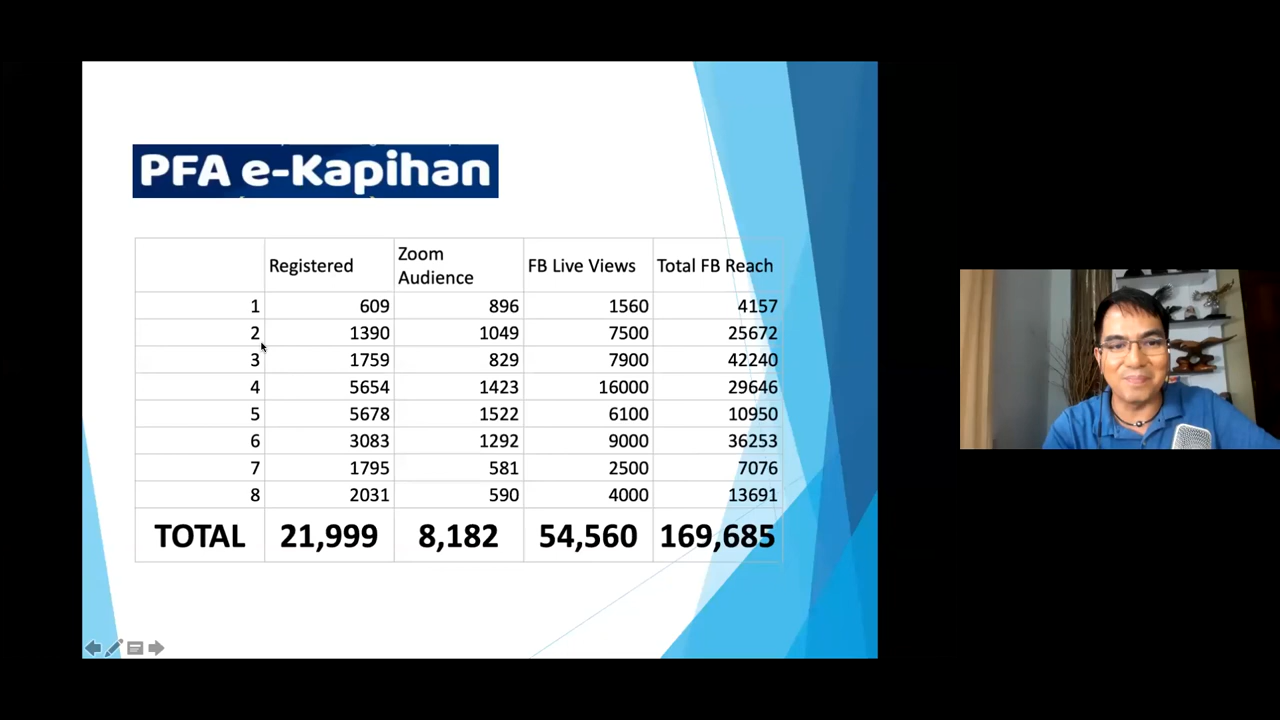 PFA e-Kapihan
Registered Zoom Audience FB Live Views Total FB Reach
1 609 896 1560 4157
2 1390 1049 7500 25672
3 1759 829 7900 42240
4 5654 1423 16000 29646
5 5678 1522 6100 10950
6 3083 1292 9000 36253
7 1795 581 2500 7076
8 2031 590 4000 13691
TOTAL 21,999 8,182 54,560 169,685